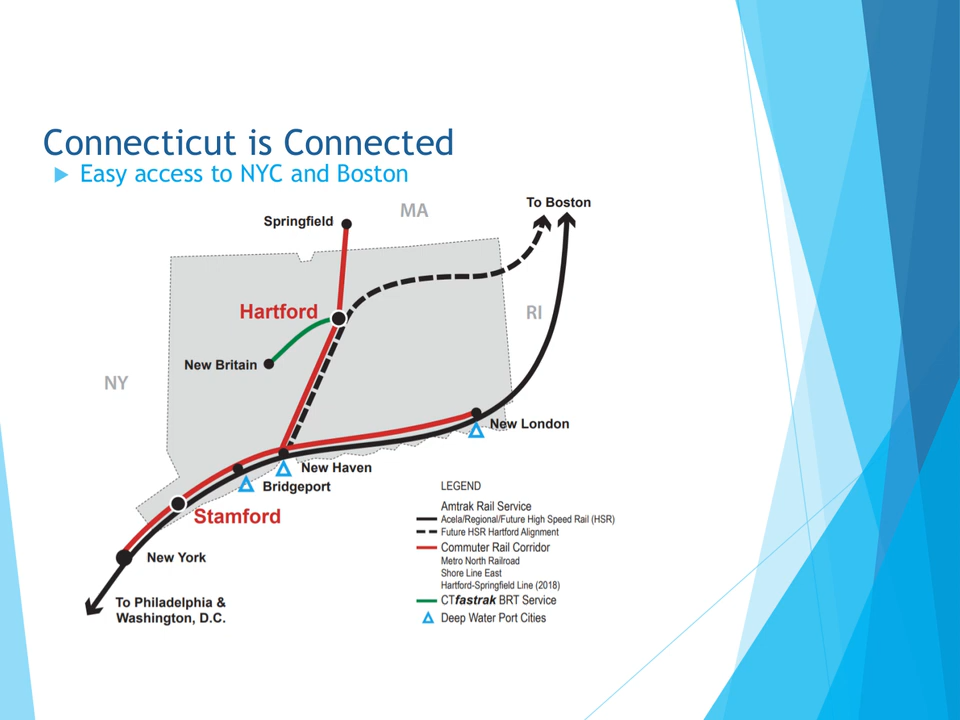 Connecticut is Connected
Easy access to NYC and Boston
To Boston
MA
Springfield
Hartford
RI
New Britain
NY
New London
New Haven
Bridgeport
Stamford
New York
To Philadelphia &
Washington, D.C.
LEGEND
Amtrak Rail Service
Acela/Regional/Future High Speed Rail (HSR)
Future HSR Hartford Alignment
Commuter Rail Corridor
Metro North Railroad
Shore Line East
Hartford-Springfield Line (2018)
CTfastrak BRT Service
Deep Water Port Cities